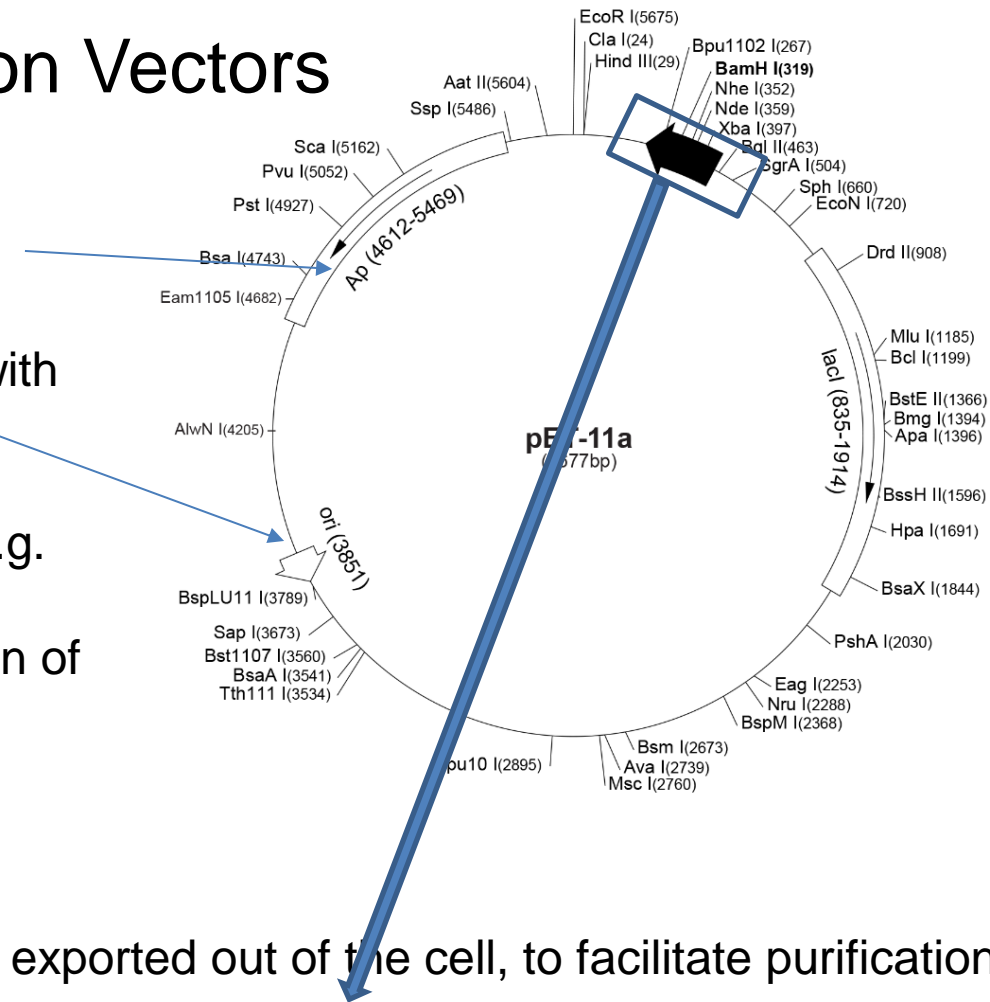 on Vectors
EcoR I(5675)
Cla I(24)
Hind III(29)
Bpu1102 I(267)
BamH I(319)
Nhe I(352)
Nde I(359)
Xba I(397)
Bgl II(463)
SgrA I(504)
Sph I(660)
EcoN I(720)
Aat II(5604)
Ssp I(5486)
Sca I(5162)
Pvu I(5052)
Pst I(4927)
Bsa I(4743)
Eam1105 I(4682)
Ap (4612-5469)
Drd II(908)
Mlu I(1185)
Bcl I(1199)
BstE II(1366)
Bmg I(1394)
Apa I(1396)
lacI (835-1914)
BssH II(1596)
Hpa I(1691)
BsaX I(1844)
with
AlwN I(4205)
pET-11a
677bp)
.g.
ori (3851)
BspLU11 I(3789)
Sap I(3673)
n of
Bst1107 I(3560)
BsaA I(3541)
Tth111 I(3534)
PshA I(2030)
Eag I(2253)
Nru I(2288)
BspM I(2368)
Bsm I(2673)
Ava I(2739)
Msc I(2760)
pu10 I(2895)
exported out of the cell, to facilitate purification